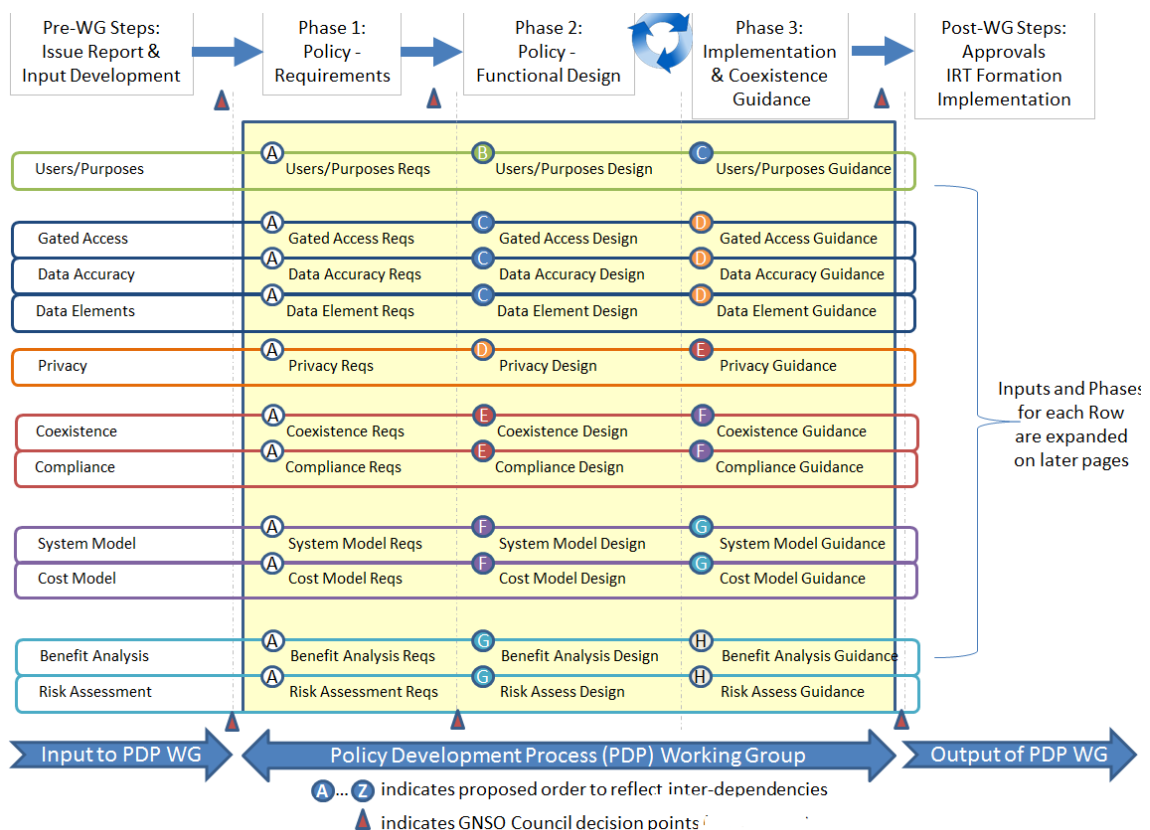 Pre-WG Steps:
Issue Report &
Input Development
Phase 1:
Policy -
Requirements
Phase 2:
Policy -
Functional Design
Phase 3:
Implementation
& Coexistence
Guidance
Post-WG Steps:
Approvals
IRT Formation
Implementation
A B C
Users/Purposes Users/Purposes Reqs Users/Purposes Design Users/Purposes Guidance
A C D
Gated Access Gated Access Reqs Gated Access Design Gated Access Guidance
A C D
Data Accuracy Data Accuracy Reqs Data Accuracy Design Data Accuracy Guidance
A C D
Data Elements Data Element Reqs Data Element Design Data Element Guidance
A D E
Privacy Privacy Reqs Privacy Design Privacy Guidance
A E F
Coexistence Coexistence Reqs Coexistence Design Coexistence Guidance
A E F
Compliance Compliance Reqs Compliance Design Compliance Guidance
A F G
System Model System Model Reqs System Model Design System Model Guidance
A F G
Cost Model Cost Model Reqs Cost Model Design Cost Model Guidance
A G H
Benefit Analysis Benefit Analysis Reqs Benefit Analysis Design Benefit Analysis Guidance
A G H
Risk Assessment Risk Assessment Reqs Risk Assess Design Risk Assess Guidance
Inputs and Phases
for each Row
are expanded
on later pages
Input to PDP WG
Policy Development Process (PDP) Working Group
Output of PDP WG
A ... Z indicates proposed order to reflect inter-dependencies
indicates GNSO Council decision points